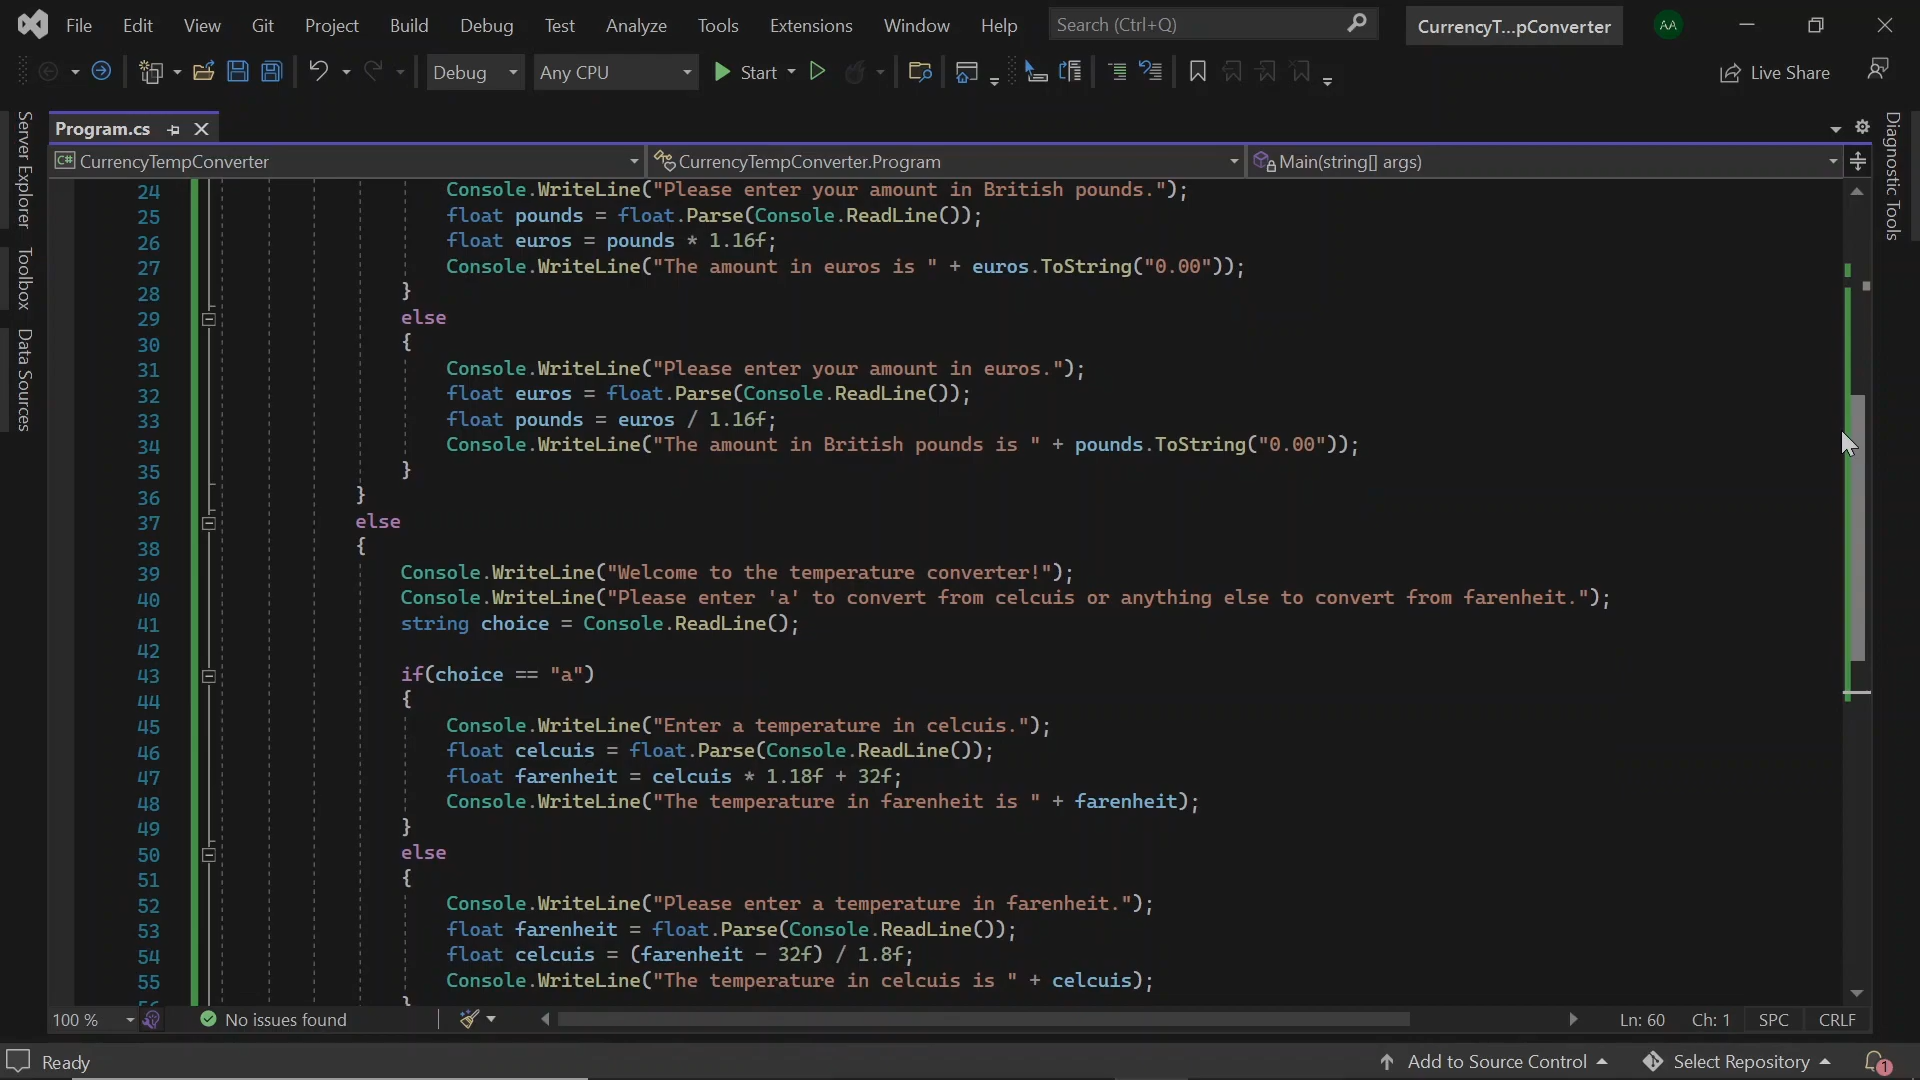 File Edit View Git Project Build Debug Test Analyze Tools Extensions Window Help Search (Ctrl+Q) CurrencyT...pConverter AA
Debug Any CPU Start Live Share
Server Explorer
Toolbox
Data Sources
Program.cs
CurrencyTempConverter CurrencyTempConverter.Program Main(string[] args)
24 Console.WriteLine("Please enter your amount in British pounds.");
25 float pounds = float.Parse(Console.ReadLine());
26 float euros = pounds * 1.16f;
27 Console.WriteLine("The amount in euros is " + euros.ToString("0.00"));
28 }
29 else
30 {
31 Console.WriteLine("Please enter your amount in euros.");
32 float euros = float.Parse(Console.ReadLine());
33 float pounds = euros / 1.16f;
34 Console.WriteLine("The amount in British pounds is " + pounds.ToString("0.00"));
35 }
36 }
37 else
38 {
39 Console.WriteLine("Welcome to the temperature converter!");
40 Console.WriteLine("Please enter 'a' to convert from celcuis or anything else to convert from farenheit.");
41 string choice = Console.ReadLine();
42
43 if(choice == "a")
44 {
45 Console.WriteLine("Enter a temperature in celcuis.");
46 float celcuis = float.Parse(Console.ReadLine());
47 float farenheit = celcuis * 1.18f + 32f;
48 Console.WriteLine("The temperature in farenheit is " + farenheit);
49 }
50 else
51 {
52 Console.WriteLine("Please enter a temperature in farenheit.");
53 float farenheit = float.Parse(Console.ReadLine());
54 float celcuis = (farenheit - 32f) / 1.8f;
55 Console.WriteLine("The temperature in celcuis is " + celcuis);
56 }
Diagnostic Tools
100 % No issues found Ln: 60 Ch: 1 SPC CRLF
Ready Add to Source Control Select Repository 1